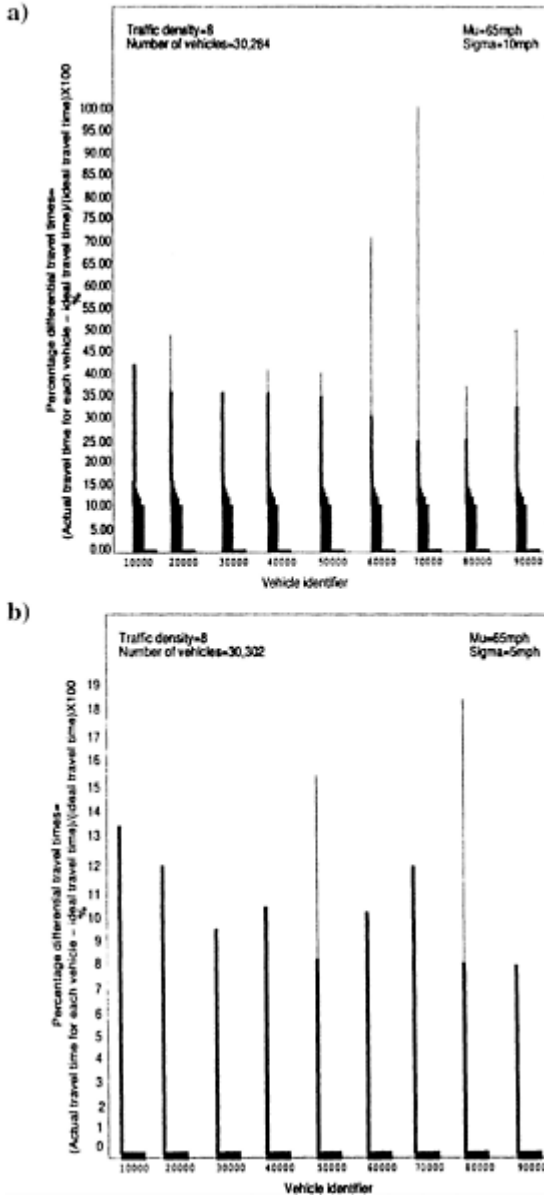 a)
Traffic density=8
Number of vehicles=30,284
Mu=65mph
Sigma=10mph
Percentage differential travel times=
(Actual travel time for each vehicle – ideal travel time)/(ideal travel time)X100
%
100.00
95.00
90.00
85.00
80.00
75.00
70.00
65.00
60.00
55.00
50.00
45.00
40.00
35.00
30.00
25.00
20.00
15.00
10.00
5.00
0.00
10000 20000 30000 40000 50000 60000 70000 80000 90000
Vehicle identifier
b)
Traffic density=8
Number of vehicles=30,302
Mu=65mph
Sigma=5mph
Percentage differential travel times=
(Actual travel time for each vehicle – ideal travel time)/(ideal travel time)X100
%
19
18
17
16
15
14
13
12
11
10
9
8
7
6
5
4
3
2
1
0
10000 20000 30000 40000 50000 60000 70000 80000 90000
Vehicle identifier